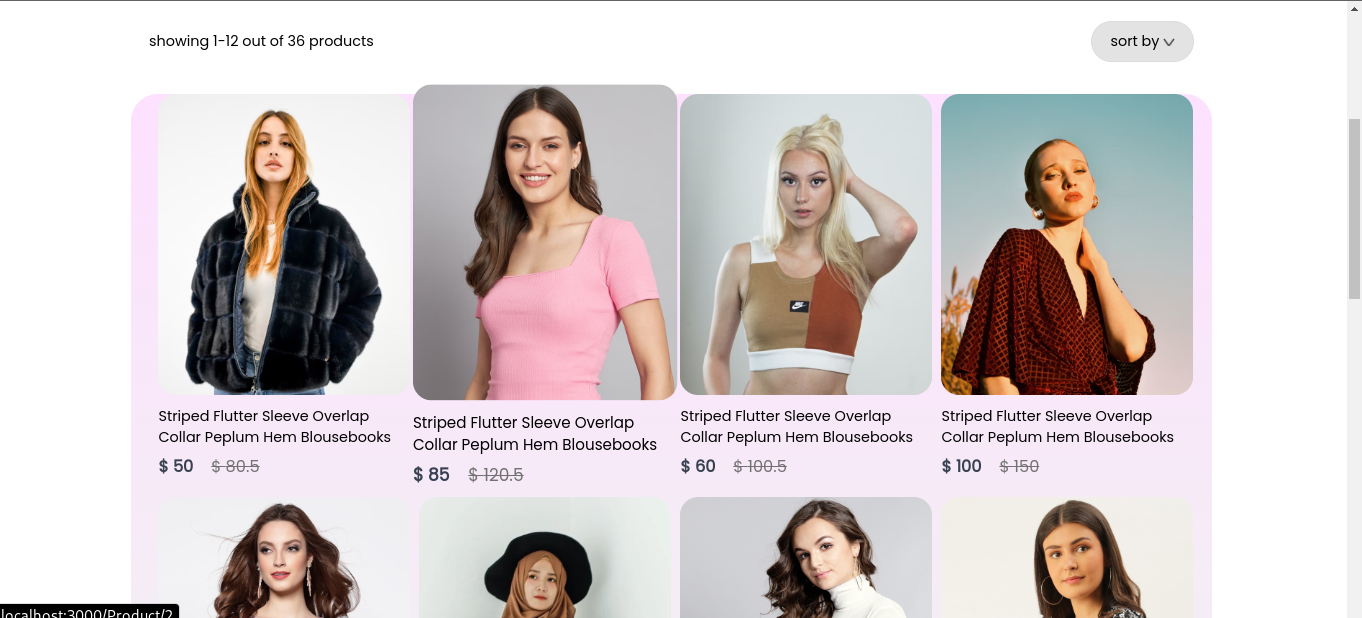 showing 1-12 out of 36 products
sort by
Striped Flutter Sleeve Overlap
Collar Peplum Hem Blousebooks
$ 50 $ 80.5
Striped Flutter Sleeve Overlap
Collar Peplum Hem Blousebooks
$ 85 $ 120.5
Striped Flutter Sleeve Overlap
Collar Peplum Hem Blousebooks
$ 60 $ 100.5
Striped Flutter Sleeve Overlap
Collar Peplum Hem Blousebooks
$ 100 $ 150
localhost:3000/Product/2